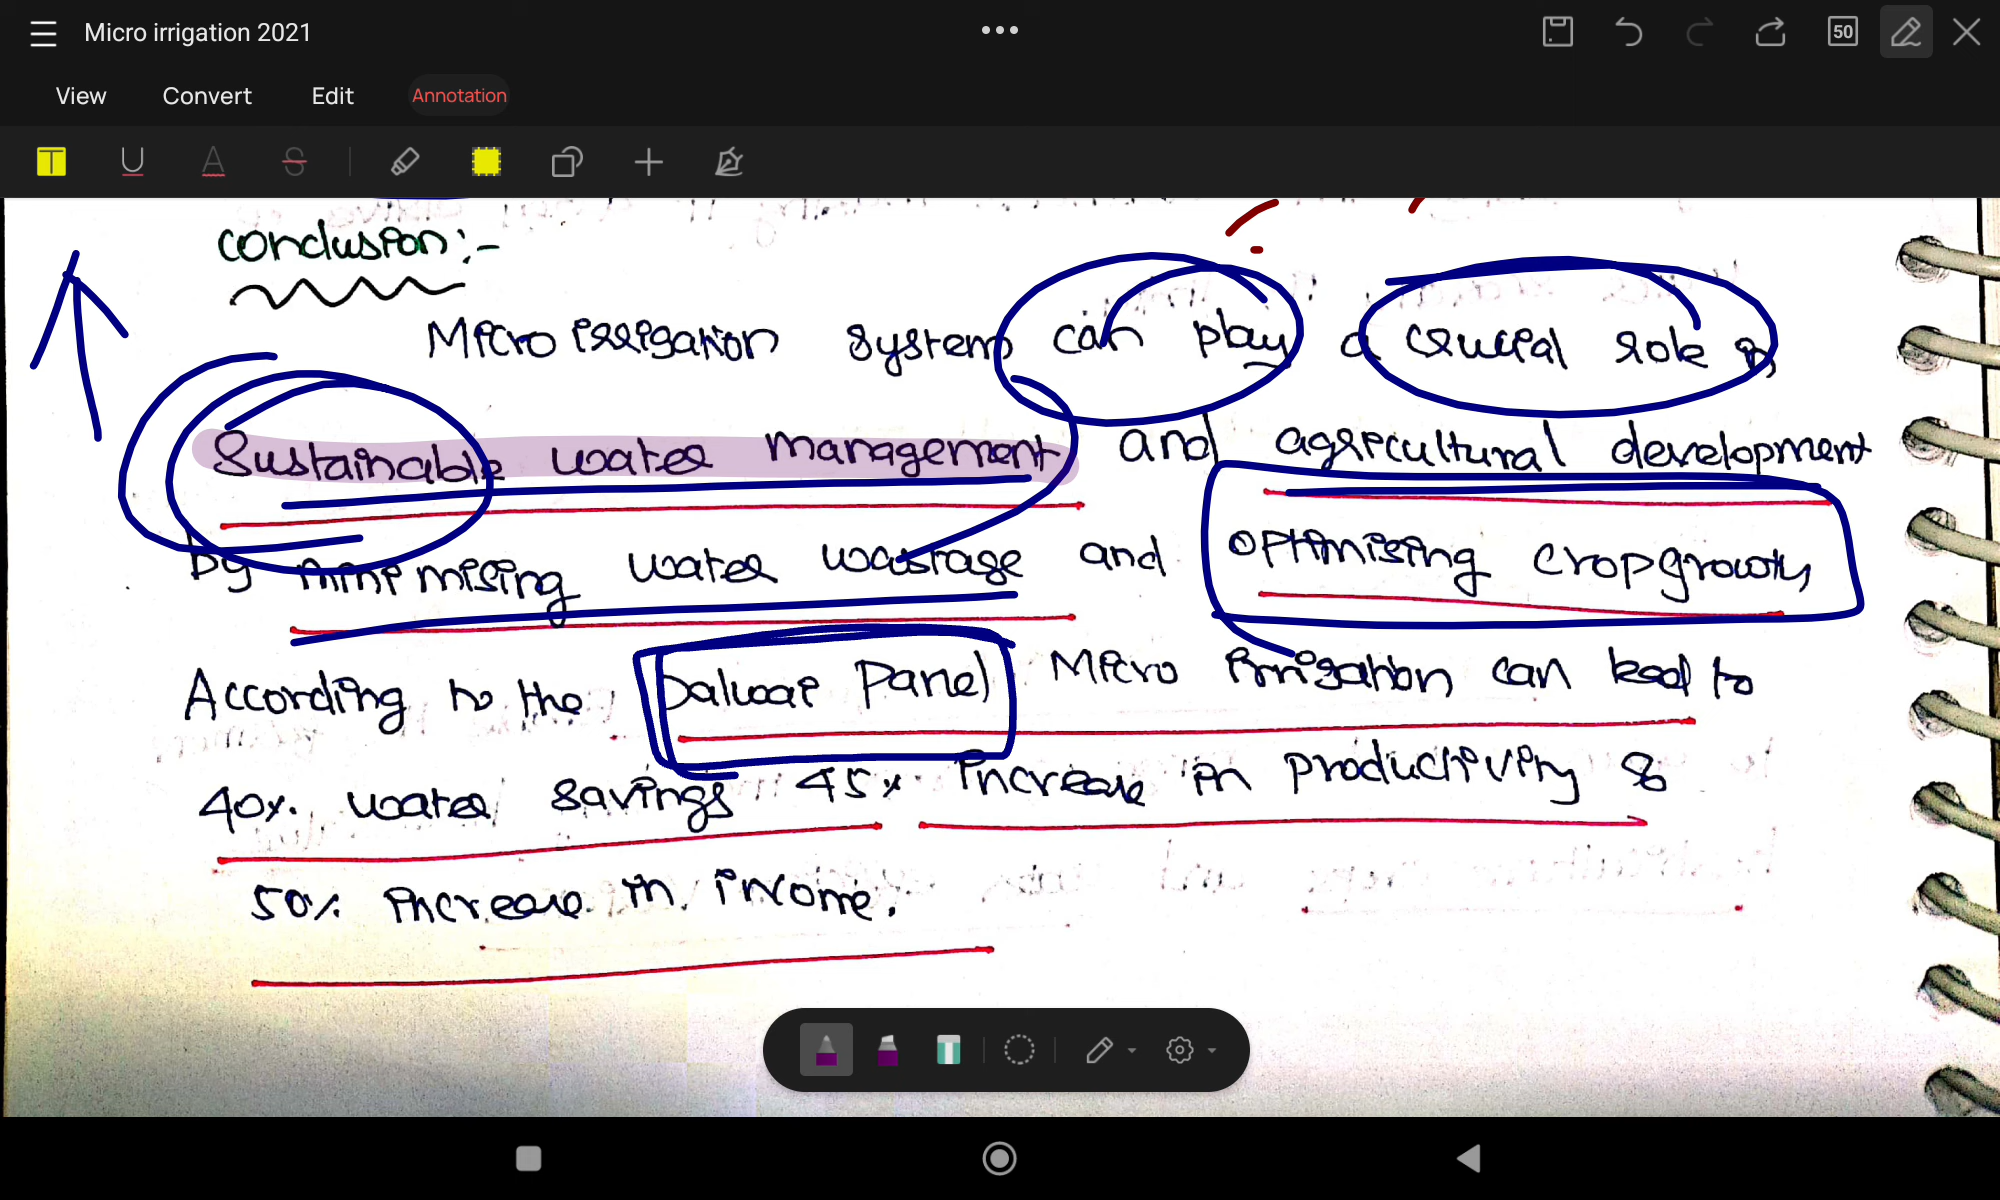 Micro irrigation 2021
50
View Convert Edit Annotation
Conclusion:-
Micro irrigation system can play a crucial role in
Sustainable water management and agricultural development
by minimising water wastage and optimising crop growth
According to the Dalwai Panel Micro irrigation can lead to
40% water savings 45% increase in productivity &
50% increase in income.